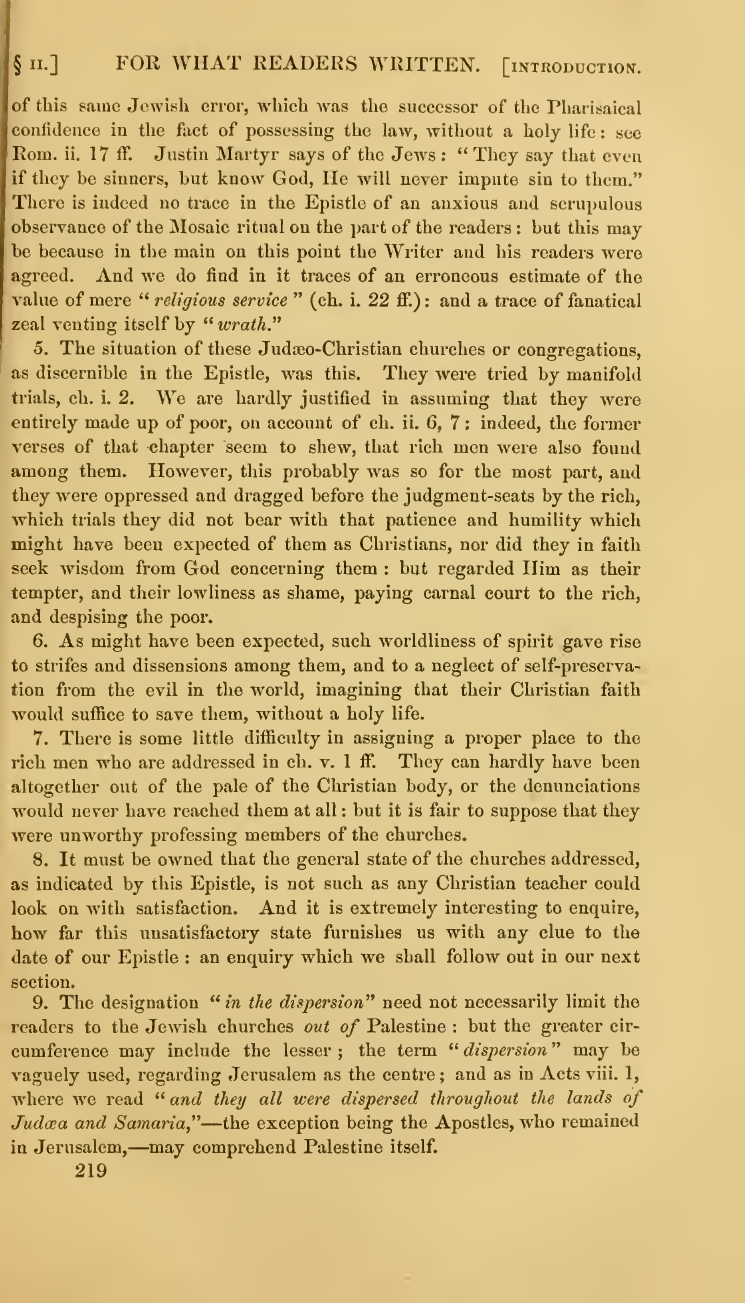 § II.] FOR WHAT READERS WRITTEN. [INTRODUCTION.
of this same Jewish error, which was the successor of the Pharisaical
confidence in the fact of possessing the law, without a holy life : see
Rom. ii. 17 ff. Justin Martyr says of the Jews : “ They say that even
if they be sinners, but know God, He will never impute sin to them.”
There is indeed no trace in the Epistle of an anxious and scrupulous
observance of the Mosaic ritual on the part of the readers : but this may
be because in the main on this point the Writer and his readers were
agreed. And we do find in it traces of an erroneous estimate of the
value of mere “ religious service ” (ch. i. 22 ff.) : and a trace of fanatical
zeal venting itself by “ wrath.”
5. The situation of these Judæo-Christian churches or congregations,
as discernible in the Epistle, was this. They were tried by manifold
trials, ch. i. 2. We are hardly justified in assuming that they were
entirely made up of poor, on account of ch. ii. 6, 7 : indeed, the former
verses of that chapter seem to shew, that rich men were also found
among them. However, this probably was so for the most part, and
they were oppressed and dragged before the judgment-seats by the rich,
which trials they did not bear with that patience and humility which
might have been expected of them as Christians, nor did they in faith
seek wisdom from God concerning them : but regarded Him as their
tempter, and their lowliness as shame, paying carnal court to the rich,
and despising the poor.
6. As might have been expected, such worldliness of spirit gave rise
to strifes and dissensions among them, and to a neglect of self-preserva-
tion from the evil in the world, imagining that their Christian faith
would suffice to save them, without a holy life.
7. There is some little difficulty in assigning a proper place to the
rich men who are addressed in ch. v. 1 ff. They can hardly have been
altogether out of the pale of the Christian body, or the denunciations
would never have reached them at all : but it is fair to suppose that they
were unworthy professing members of the churches.
8. It must be owned that the general state of the churches addressed,
as indicated by this Epistle, is not such as any Christian teacher could
look on with satisfaction. And it is extremely interesting to enquire,
how far this unsatisfactory state furnishes us with any clue to the
date of our Epistle : an enquiry which we shall follow out in our next
section.
9. The designation “ in the dispersion” need not necessarily limit the
readers to the Jewish churches out of Palestine : but the greater cir-
cumference may include the lesser ; the term “ dispersion ” may be
vaguely used, regarding Jerusalem as the centre ; and as in Acts viii. 1,
where we read “ and they all were dispersed throughout the lands of
Judæa and Samaria,”—the exception being the Apostles, who remained
in Jerusalem,—may comprehend Palestine itself.
219